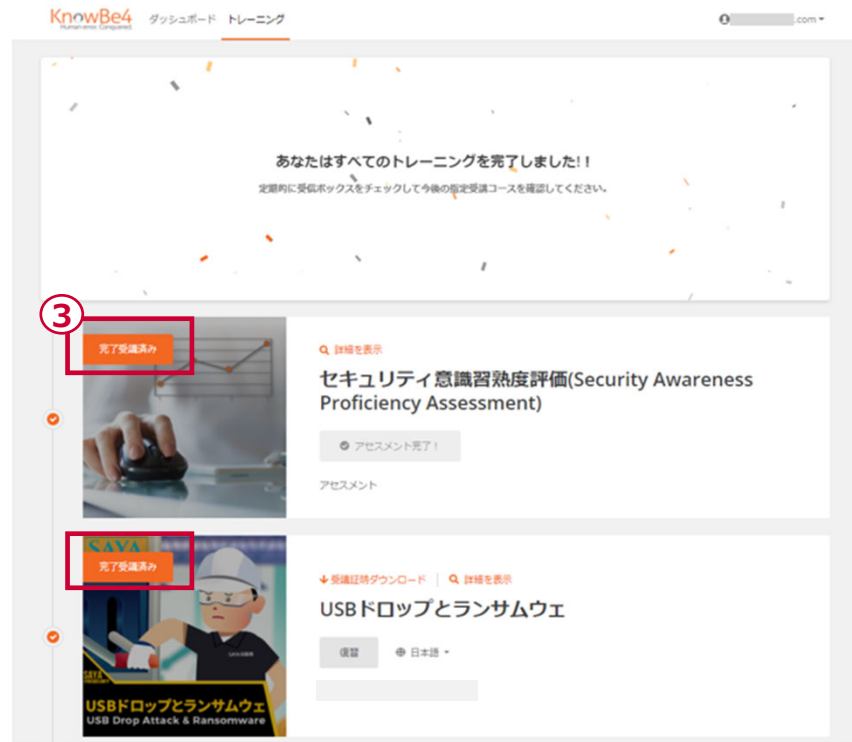 KnowBe4
Human error. Conquered.
ダッシュボード トレーニング
.com
あなたはすべてのトレーニングを完了しました!!
定期的に受信ボックスをチェックして今後の指定受講コースを確認してください。
③
完了受講済み
詳細を表示
セキュリティ意識習熟度評価(Security Awareness
Proficiency Assessment)
アセスメント完了!
アセスメント
SAYA
完了受講済み
受講証明ダウンロード | 詳細を表示
USBドロップとランサムウェ
復習 日本語
SAYA
USBドロップとランサムウェ
USB Drop Attack & Ransomware